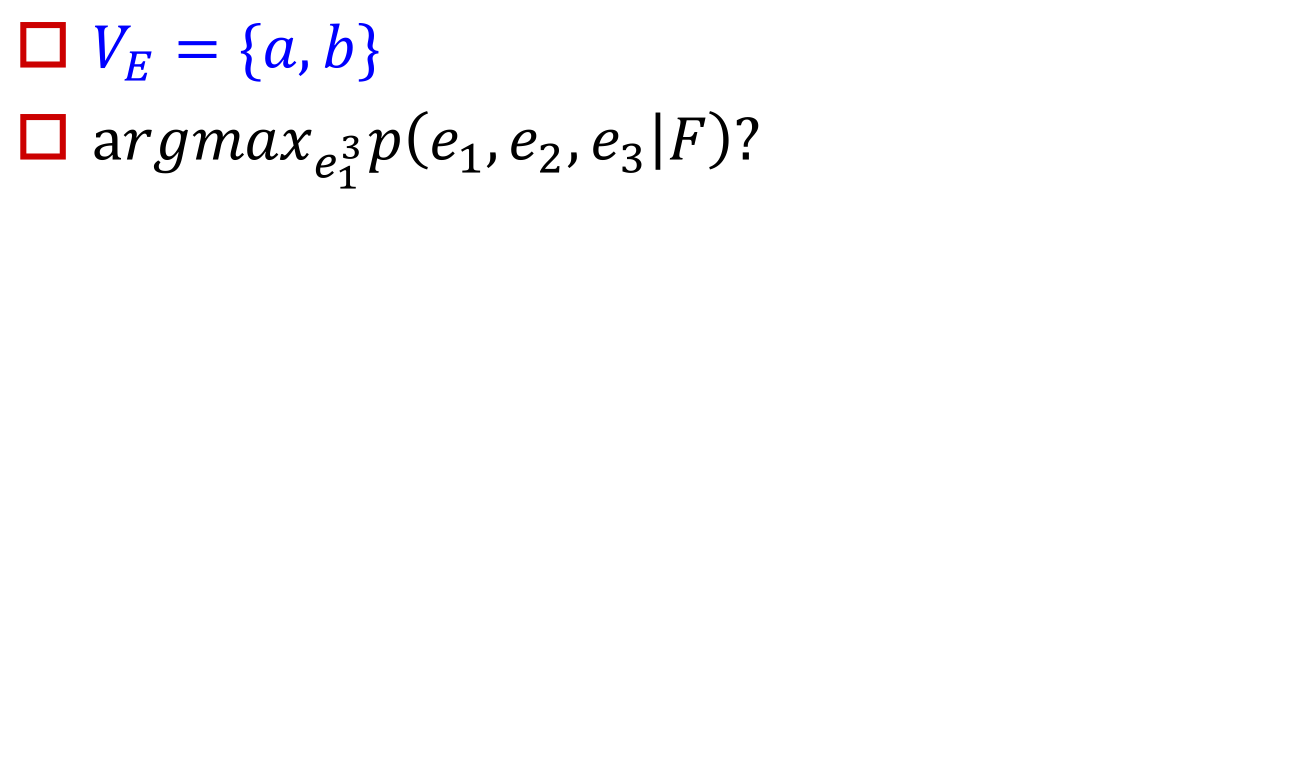 □ V_E = {a, b}
□ argmax_{e_1^3} p(e_1, e_2, e_3|F)?